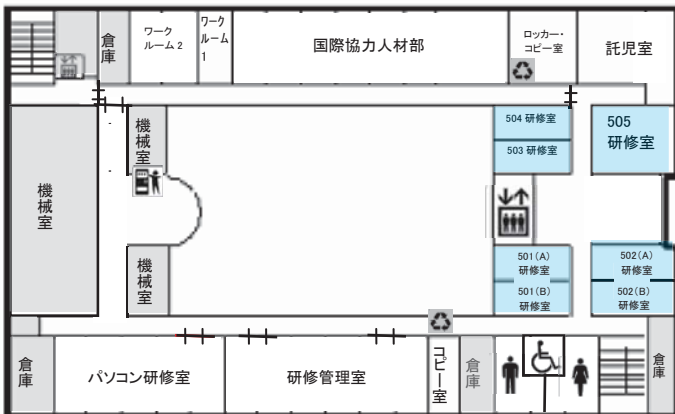 倉庫
ワーク
ルーム 2
ワーク
ルーム
1
国際協力人材部
ロッカー・
コピー室
託児室
機械室
機械室
504 研修室
503 研修室
505
研修室
機械室
501(A)
研修室
501(B)
研修室
502(A)
研修室
502(B)
研修室
倉庫
パソコン研修室
研修管理室
コピー室
倉庫
倉庫